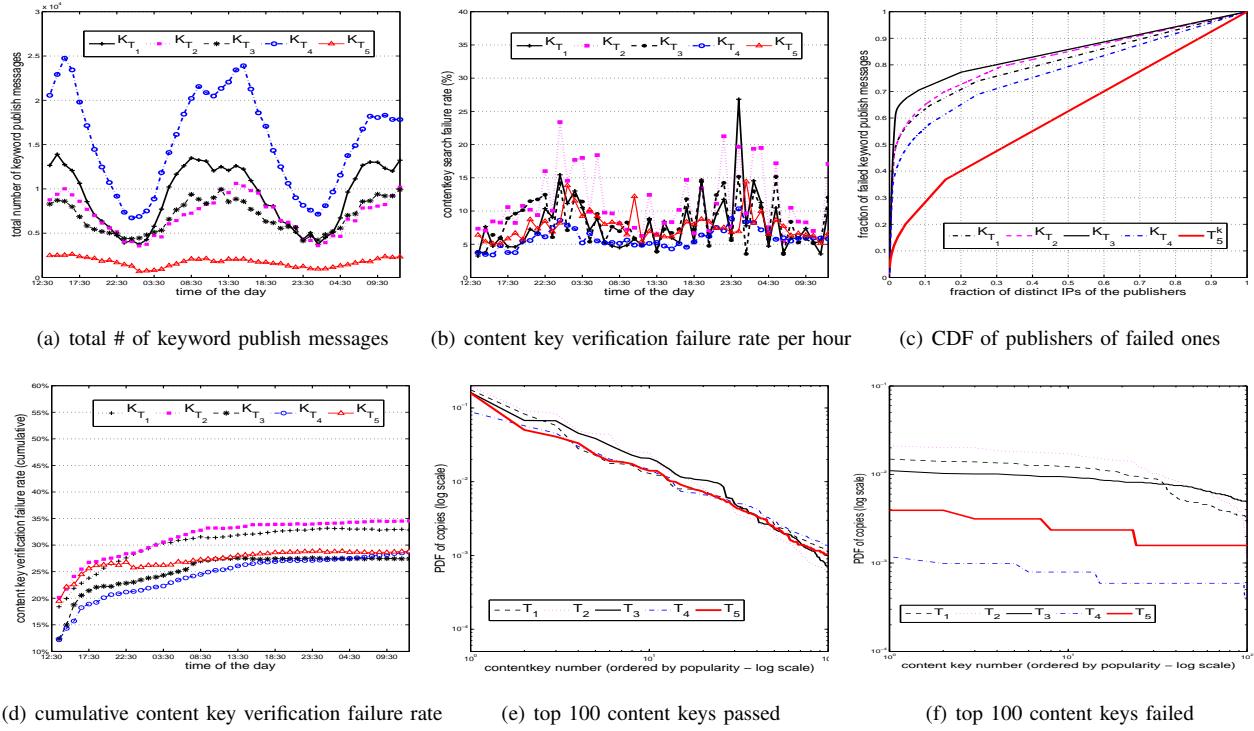 x 10⁴
K_T1 K_T2 K_T3 K_T4 K_T5
3
2.5
2
1.5
1
0.5
0
total number of keyword publish messages
12:30 17:30 22:30 03:30 08:30 13:30 18:30 23:30 04:30 09:30
time of the day
(a) total # of keyword publish messages
K_T1 K_T2 K_T3 K_T4 K_T5
40
35
30
25
20
15
10
5
0
contentkey search failure rate (%)
12:30 17:30 22:30 03:30 08:30 13:30 18:30 23:30 04:30 09:30
time of the day
(b) content key verification failure rate per hour
1
0.9
0.8
0.7
0.6
0.5
0.4
0.3
0.2
0.1
0
fraction of failed keyword publish messages
K_T1 K_T2 K_T3 K_T4 T_5^k
0 0.1 0.2 0.3 0.4 0.5 0.6 0.7 0.8 0.9 1
fraction of distinct IPs of the publishers
(c) CDF of publishers of failed ones
K_T1 K_T2 K_T3 K_T4 K_T5
60%
55%
50%
45%
40%
35%
30%
25%
20%
15%
10%
content key verification failure rate (cumulative)
12:30 17:30 22:30 03:30 08:30 13:30 18:30 23:30 04:30 09:30
time of the day
(d) cumulative content key verification failure rate
10⁻¹
10⁻²
10⁻³
10⁻⁴
PDF of copies (log scale)
T_1 T_2 T_3 T_4 T_5
10⁰ 10¹ 10²
contentkey number (ordered by popularity − log scale)
(e) top 100 content keys passed
10⁻¹
10⁻²
10⁻³
10⁻⁴
PDF of copies (log scale)
T_1 T_2 T_3 T_4 T_5
10⁰ 10¹ 10²
content key number (ordered by popularity − log scale)
(f) top 100 content keys failed